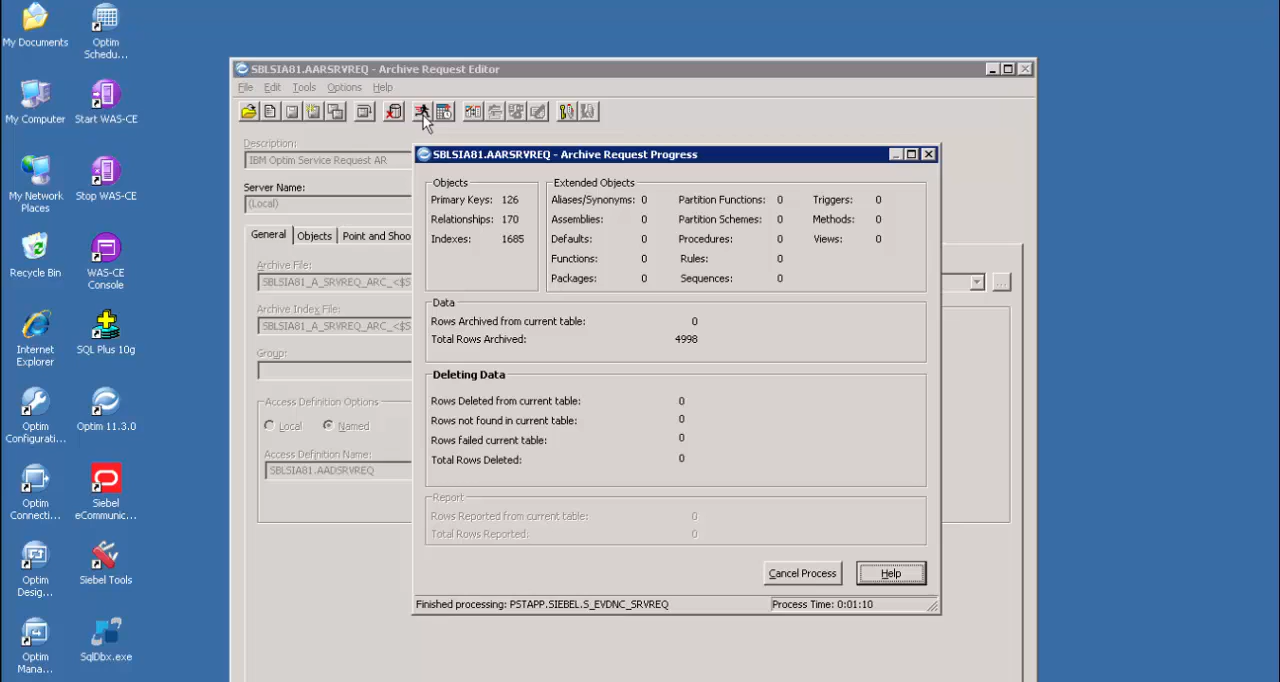 My Documents
Optim
Schedu...
My Computer
Start WAS-CE
My Network
Places
Stop WAS-CE
Recycle Bin
WAS-CE
Console
Internet
Explorer
SQL Plus 10g
Optim
Configurati...
Optim 11.3.0
Optim
Connecti...
Siebel
eCommunic...
Optim
Desig...
Siebel Tools
Optim
Mana...
SqlDbx.exe
SBLSIA81.AARSRVREQ - Archive Request Editor
File Edit Tools Options Help
Description:
IBM Optim Service Request AR
Server Name:
(Local)
General Objects Point and Shoo
Archive File:
SBLSIA81_A_SRVREQ_ARC_<$S
Archive Index File:
SBLSIA81_A_SRVREQ_ARC_<$S
Group:
Access Definition Options
Local Named
Access Definition Name:
SBLSIA81.AADSRVREQ
...
SBLSIA81.AARSRVREQ - Archive Request Progress
Objects
Primary Keys: 126
Relationships: 170
Indexes: 1685
Extended Objects
Aliases/Synonyms: 0 Partition Functions: 0 Triggers: 0
Assemblies: 0 Partition Schemes: 0 Methods: 0
Defaults: 0 Procedures: 0 Views: 0
Functions: 0 Rules: 0
Packages: 0 Sequences: 0
Data
Rows Archived from current table: 0
Total Rows Archived: 4998
Deleting Data
Rows Deleted from current table: 0
Rows not found in current table: 0
Rows failed current table: 0
Total Rows Deleted: 0
Report
Rows Reported from current table: 0
Total Rows Reported: 0
Cancel Process Help
Finished processing: PSTAPP.SIEBEL.S_EVDNC_SRVREQ Process Time: 0:01:10